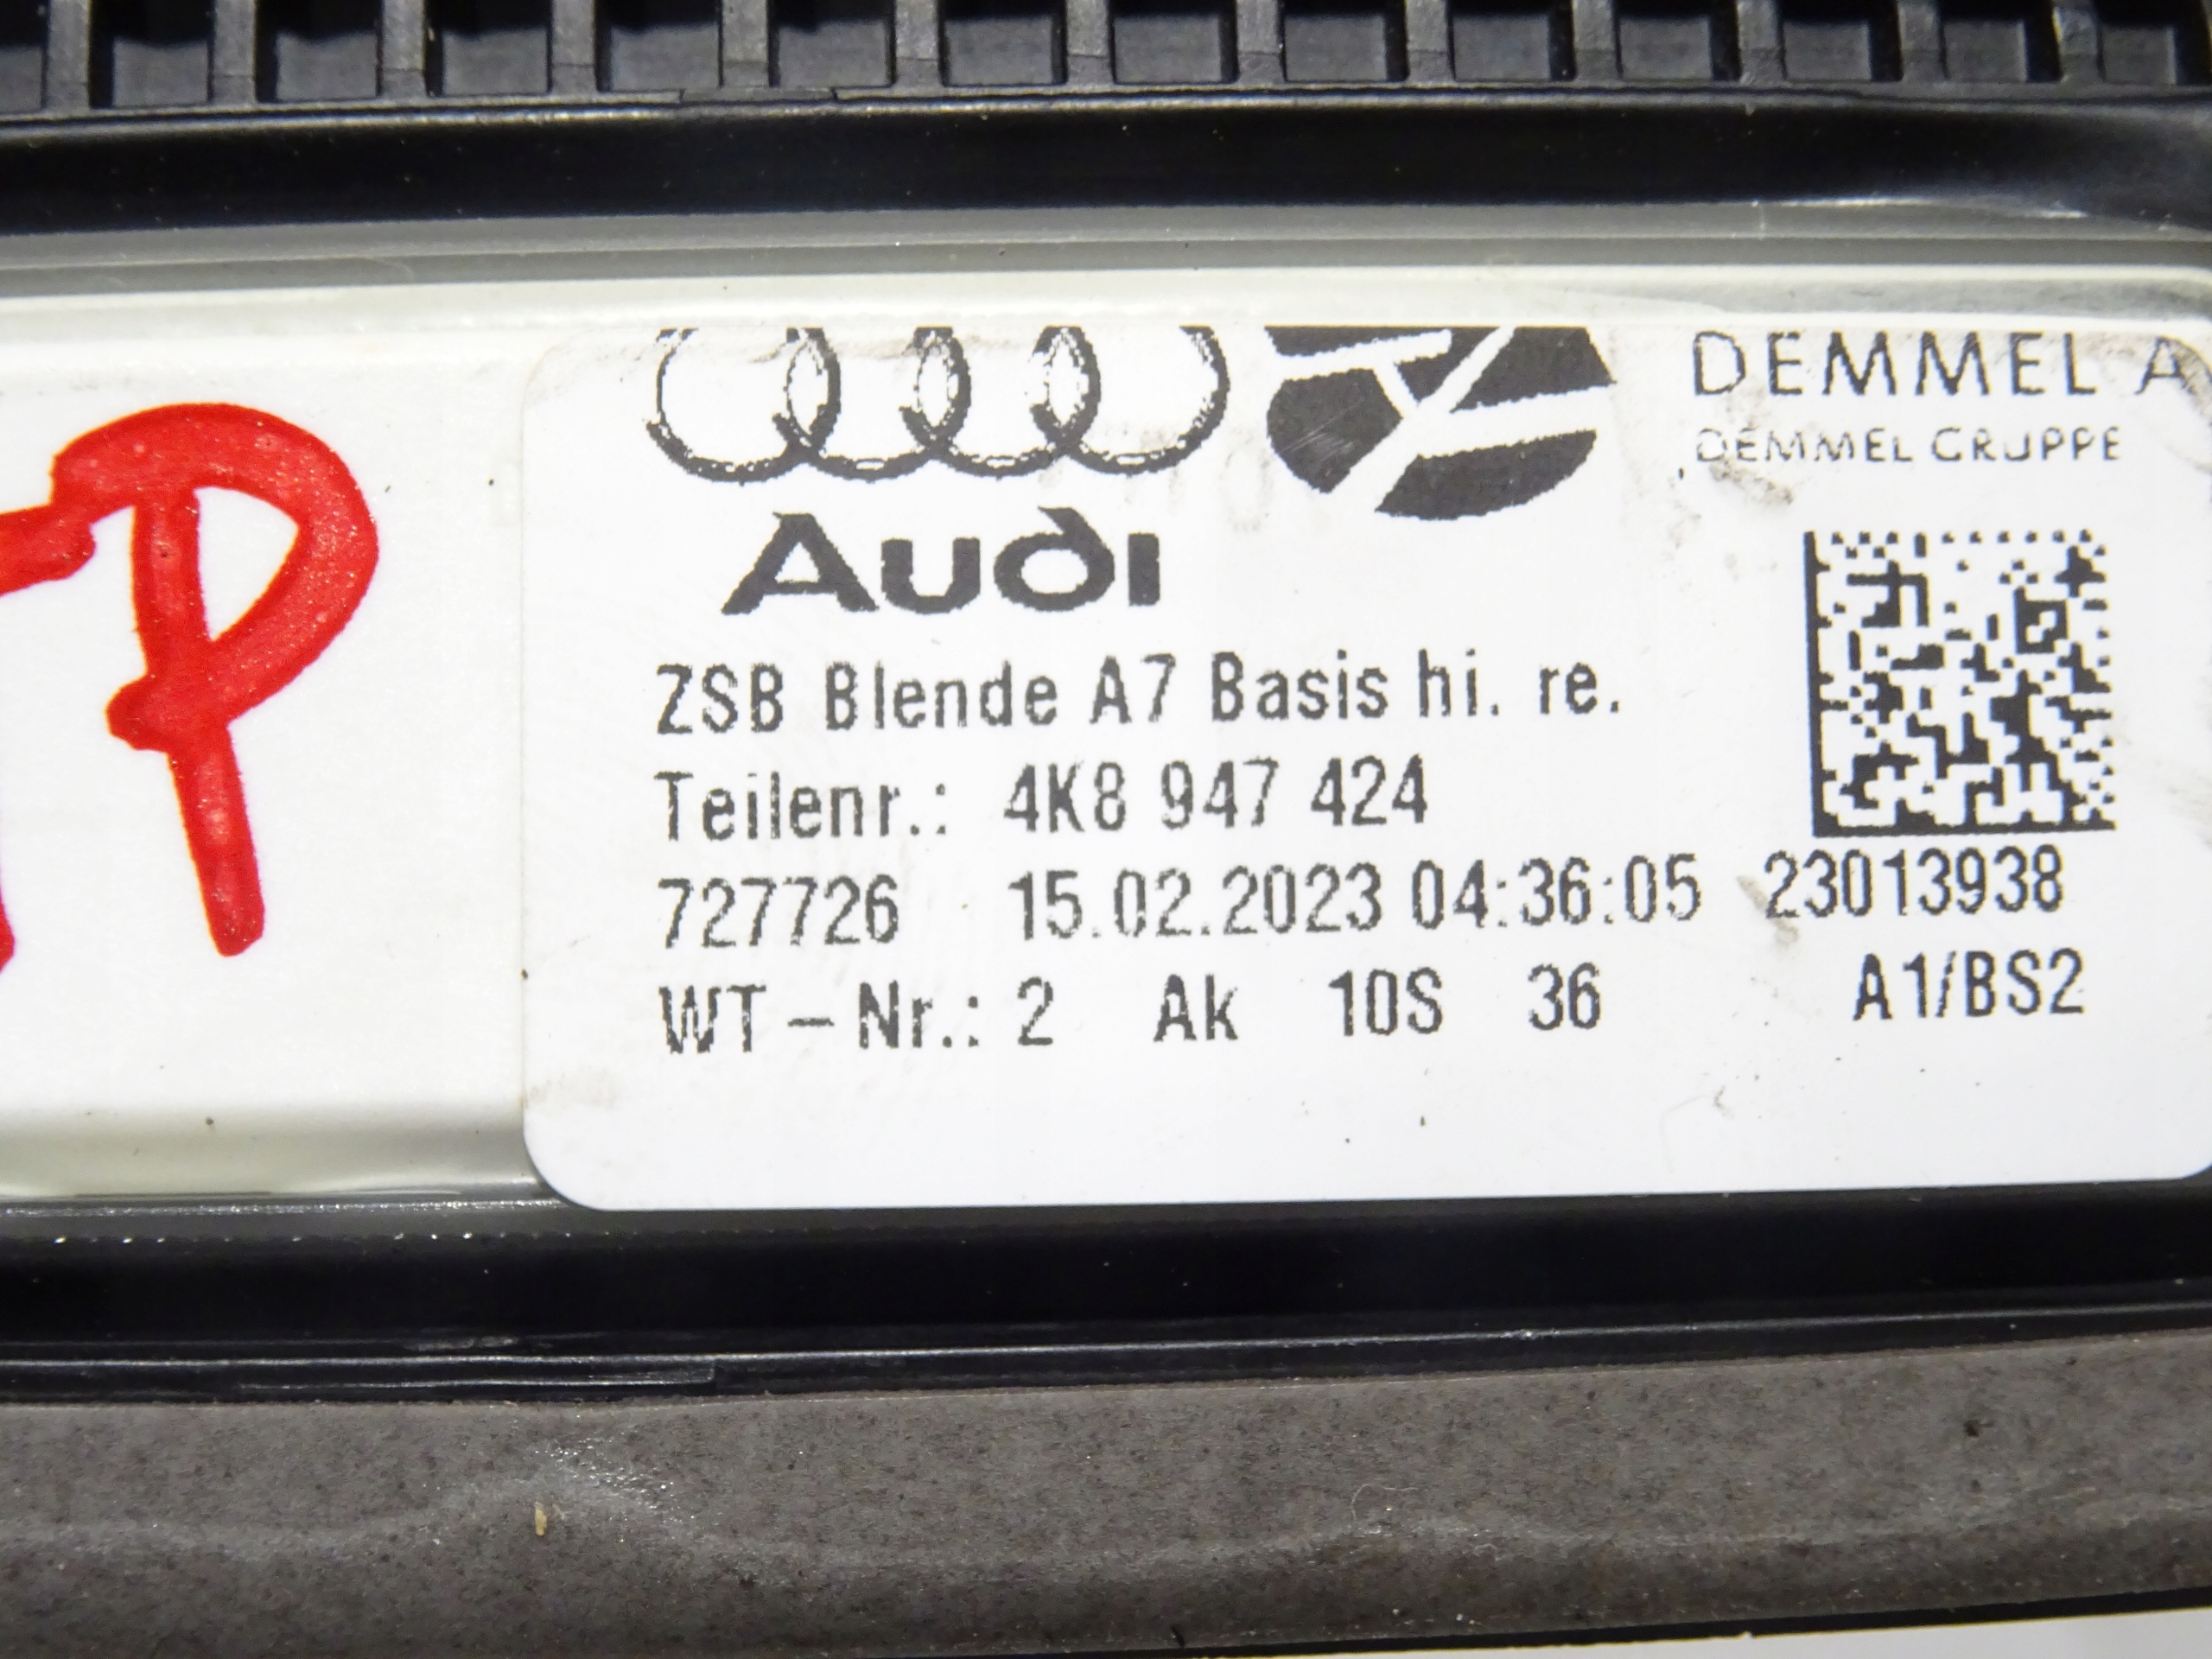 DEMMEL A
DEMMEL GRUPPE
Audi
ZSB Blende A7 Basis hi. re.
Teilenr.: 4K8 947 424
727726 15.02.2023 04:36:05 23013938
WT-Nr.: 2 Ak 10S 36 A1/BS2
P